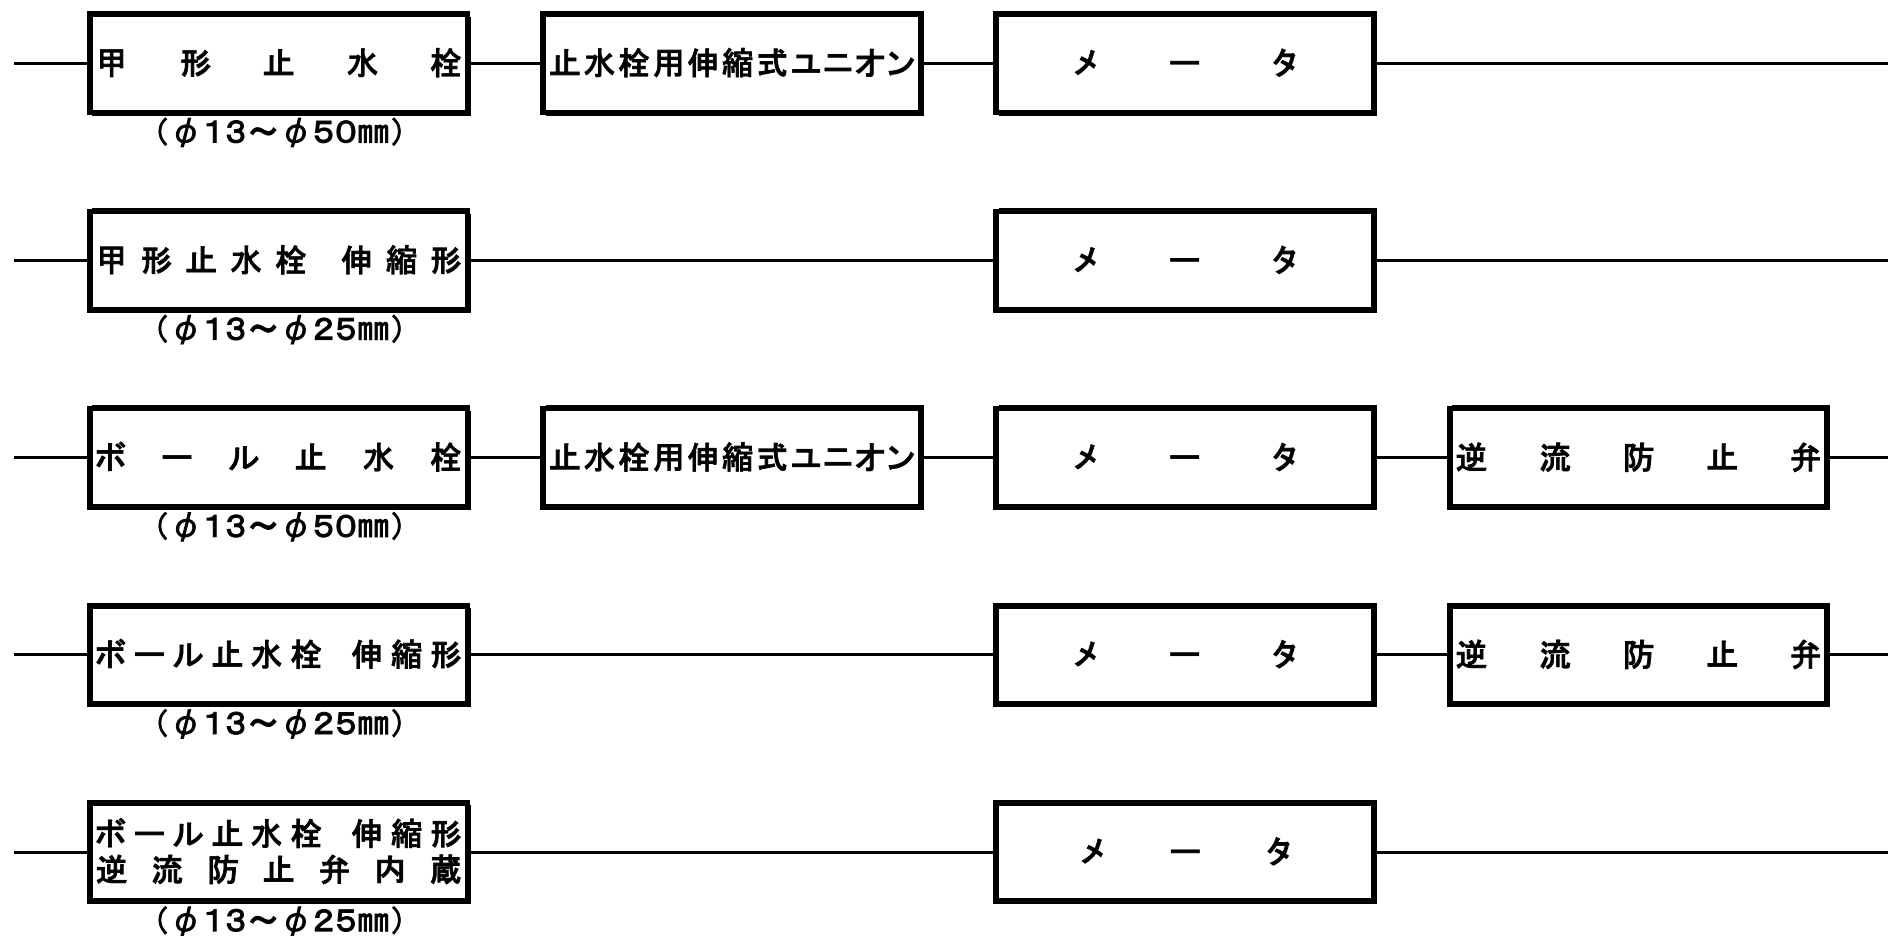 甲形止水栓 止水栓用伸縮式ユニオン メータ
（φ13～φ50㎜）
甲形止水栓 伸縮形 メータ
（φ13～φ25㎜）
ボール止水栓 止水栓用伸縮式ユニオン メータ 逆流防止弁
（φ13～φ50㎜）
ボール止水栓 伸縮形 メータ 逆流防止弁
（φ13～φ25㎜）
ボール止水栓 伸縮形
逆流防止弁内蔵 メータ
（φ13～φ25㎜）